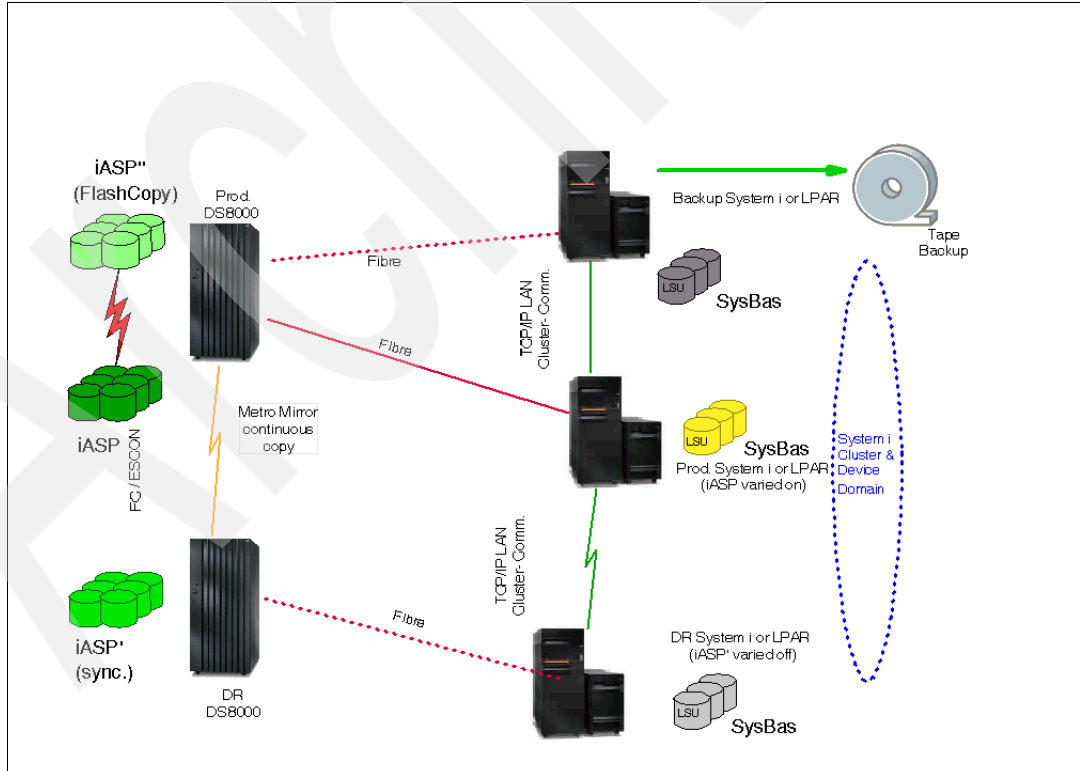 iASP"
(FlashCopy)
Prod.
DS8000
Fibre
Backup System i or LPAR
Tape
Backup
LSU
SysBas
TCP/IP LAN
Cluster- Comm.
Fibre
iASP
FC / ESCON
Metro Mirror
continuous
copy
LSU
SysBas
Prod. System i or LPAR
(iASP varied on)
System i
Cluster &
Device
Domain
TCP/IP LAN
Cluster- Comm.
Fibre
iASP'
(sync.)
DR
DS8000
DR System i or LPAR
(iASP' varied off)
LSU
SysBas